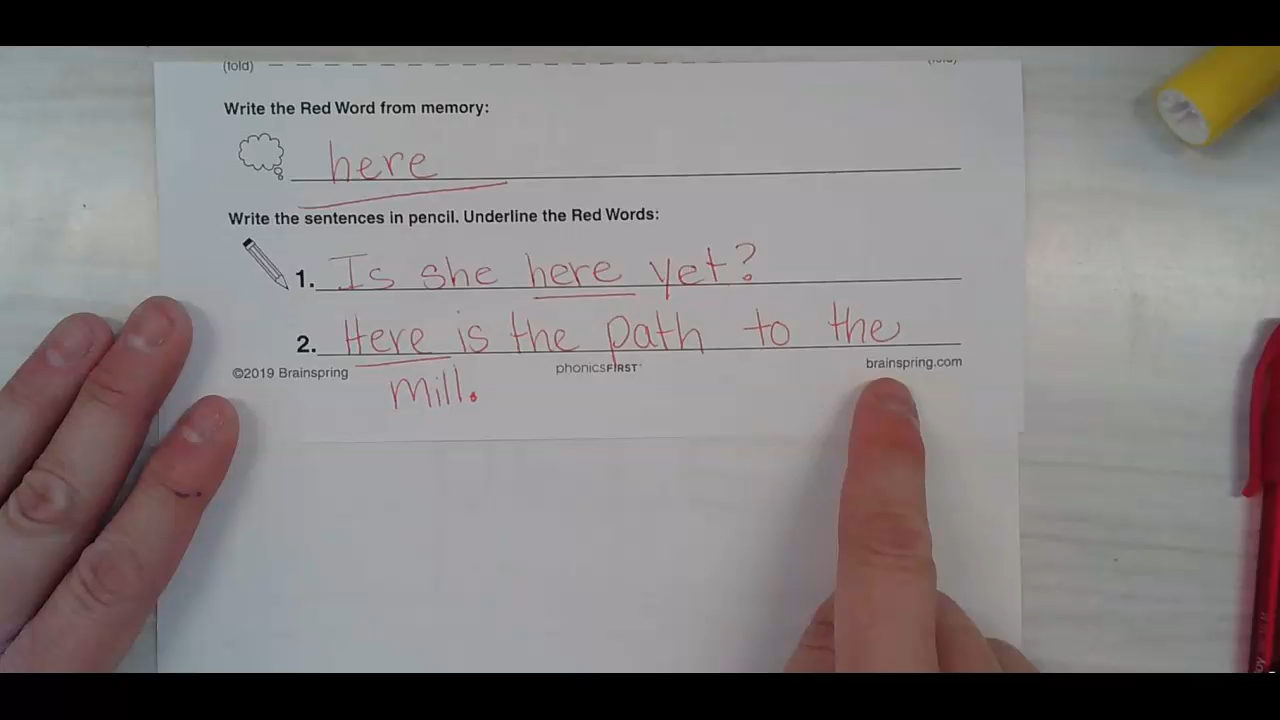 (fold)
Write the Red Word from memory:
here
Write the sentences in pencil. Underline the Red Words:
1. Is she here yet?
2. Here is the path to the
©2019 Brainspring phonicsFIRST brainspring.com
mill.